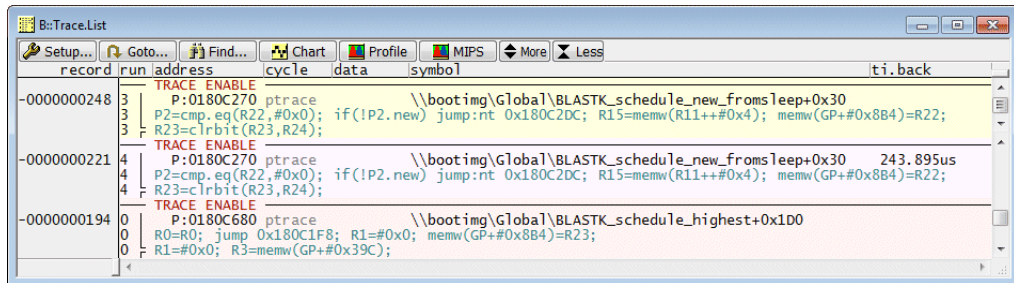 B::Trace.List
Setup... Goto... Find... Chart Profile MIPS More Less
record run address cycle data symbol ti.back
TRACE ENABLE
-0000000248 3 P:0180C270 ptrace \\bootimg\Global\BLASTK_schedule_new_fromsleep+0x30
3 P2=cmp.eq(R22,#0x0); if(!P2.new) jump:nt 0x180C2DC; R15=memw(R11++#0x4); memw(GP+#0x8B4)=R22;
3 R23=clrbit(R23,R24);
TRACE ENABLE
-0000000221 4 P:0180C270 ptrace \\bootimg\Global\BLASTK_schedule_new_fromsleep+0x30 243.895us
4 P2=cmp.eq(R22,#0x0); if(!P2.new) jump:nt 0x180C2DC; R15=memw(R11++#0x4); memw(GP+#0x8B4)=R22;
4 R23=clrbit(R23,R24);
TRACE ENABLE
-0000000194 0 P:0180C680 ptrace \\bootimg\Global\BLASTK_schedule_highest+0x1D0
0 R0=R0; jump 0x180C1F8; R1=#0x0; memw(GP+#0x8B4)=R23;
0 R1=#0x0; R3=memw(GP+#0x39C);